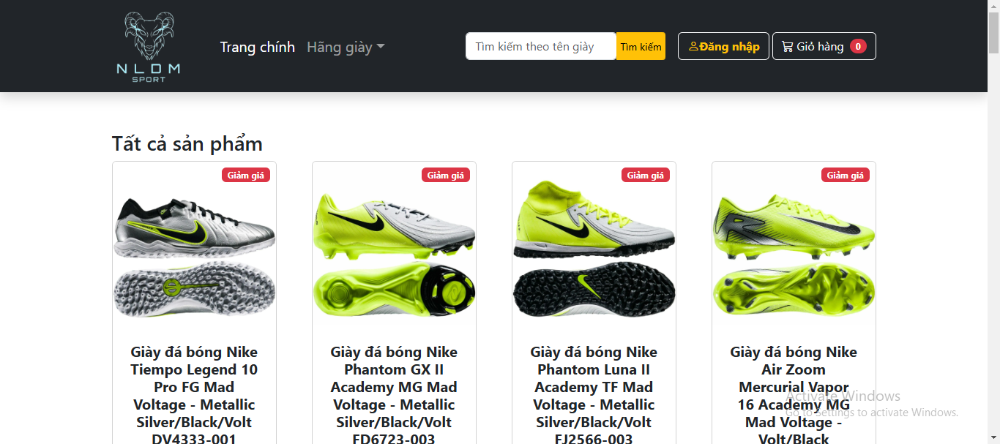 NLDM
SPORT
Trang chính
Hãng giày
Tìm kiếm theo tên giày
Tìm kiếm
Đăng nhập
Giỏ hàng 0
Tất cả sản phẩm
Giảm giá
Giày đá bóng Nike
Tiempo Legend 10
Pro FG Mad
Voltage - Metallic
Silver/Black/Volt
DV4333-001
Giảm giá
Giày đá bóng Nike
Phantom GX II
Academy MG Mad
Voltage - Metallic
Silver/Black/Volt
FD6723-003
Giảm giá
Giày đá bóng Nike
Phantom Luna II
Academy TF Mad
Voltage - Metallic
Silver/Black/Volt
FJ2566-003
Giảm giá
Giày đá bóng Nike
Air Zoom
Mercurial Vapor
16 Academy MG
Mad Voltage -
Volt/Black
Activate Windows
Go to Settings to activate Windows.